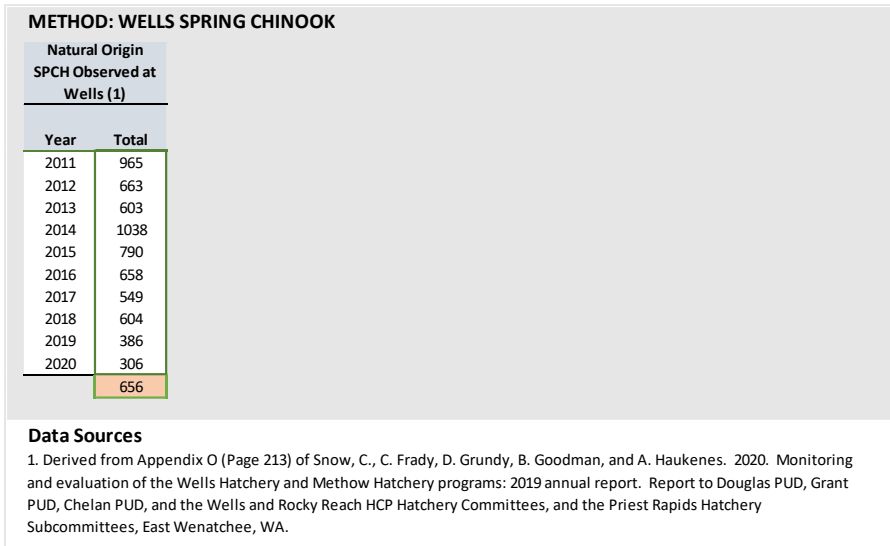 METHOD: WELLS SPRING CHINOOK
Natural Origin
SPCH Observed at
Wells (1)
Year Total
2011 965
2012 663
2013 603
2014 1038
2015 790
2016 658
2017 549
2018 604
2019 386
2020 306
656
Data Sources
1. Derived from Appendix O (Page 213) of Snow, C., C. Frady, D. Grundy, B. Goodman, and A. Haukenes. 2020. Monitoring
and evaluation of the Wells Hatchery and Methow Hatchery programs: 2019 annual report. Report to Douglas PUD, Grant
PUD, Chelan PUD, and the Wells and Rocky Reach HCP Hatchery Committees, and the Priest Rapids Hatchery
Subcommittees, East Wenatchee, WA.